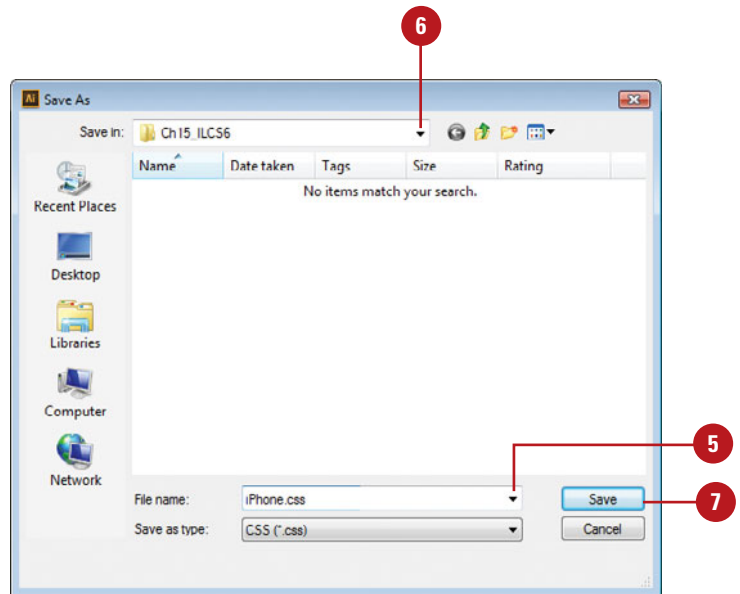 6
Ai Save As
Save in: Ch15_ILCS6
Name Date taken Tags Size Rating
No items match your search.
Recent Places
Desktop
Libraries
Computer
Network
5
File name: iPhone.css Save
7
Save as type: CSS (*.css) Cancel